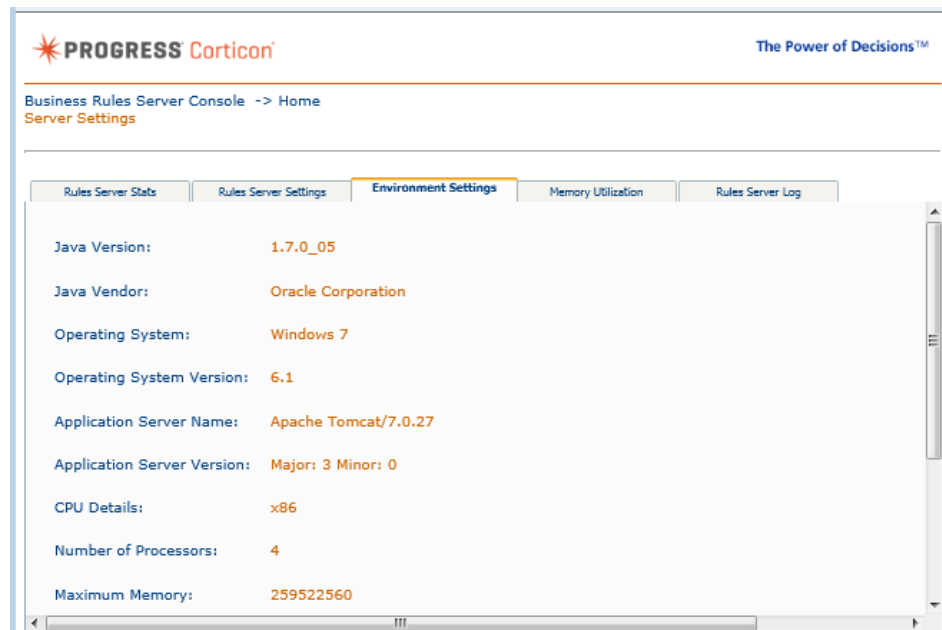 PROGRESS Corticon
The Power of Decisions™
Business Rules Server Console -> Home
Server Settings
Rules Server Stats Rules Server Settings Environment Settings Memory Utilization Rules Server Log
Java Version: 1.7.0_05
Java Vendor: Oracle Corporation
Operating System: Windows 7
Operating System Version: 6.1
Application Server Name: Apache Tomcat/7.0.27
Application Server Version: Major: 3 Minor: 0
CPU Details: x86
Number of Processors: 4
Maximum Memory: 259522560